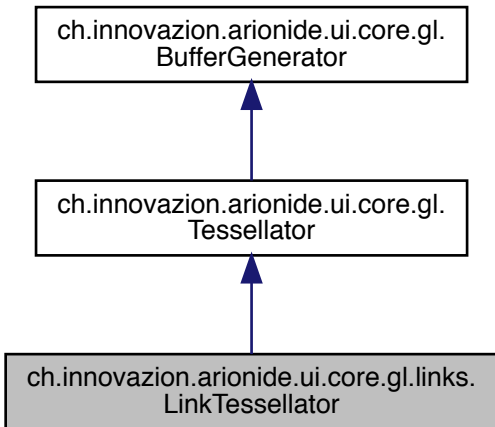 ch.innovazion.arionide.ui.core.gl.
BufferGenerator
ch.innovazion.arionide.ui.core.gl.
Tessellator
ch.innovazion.arionide.ui.core.gl.links.
LinkTessellator